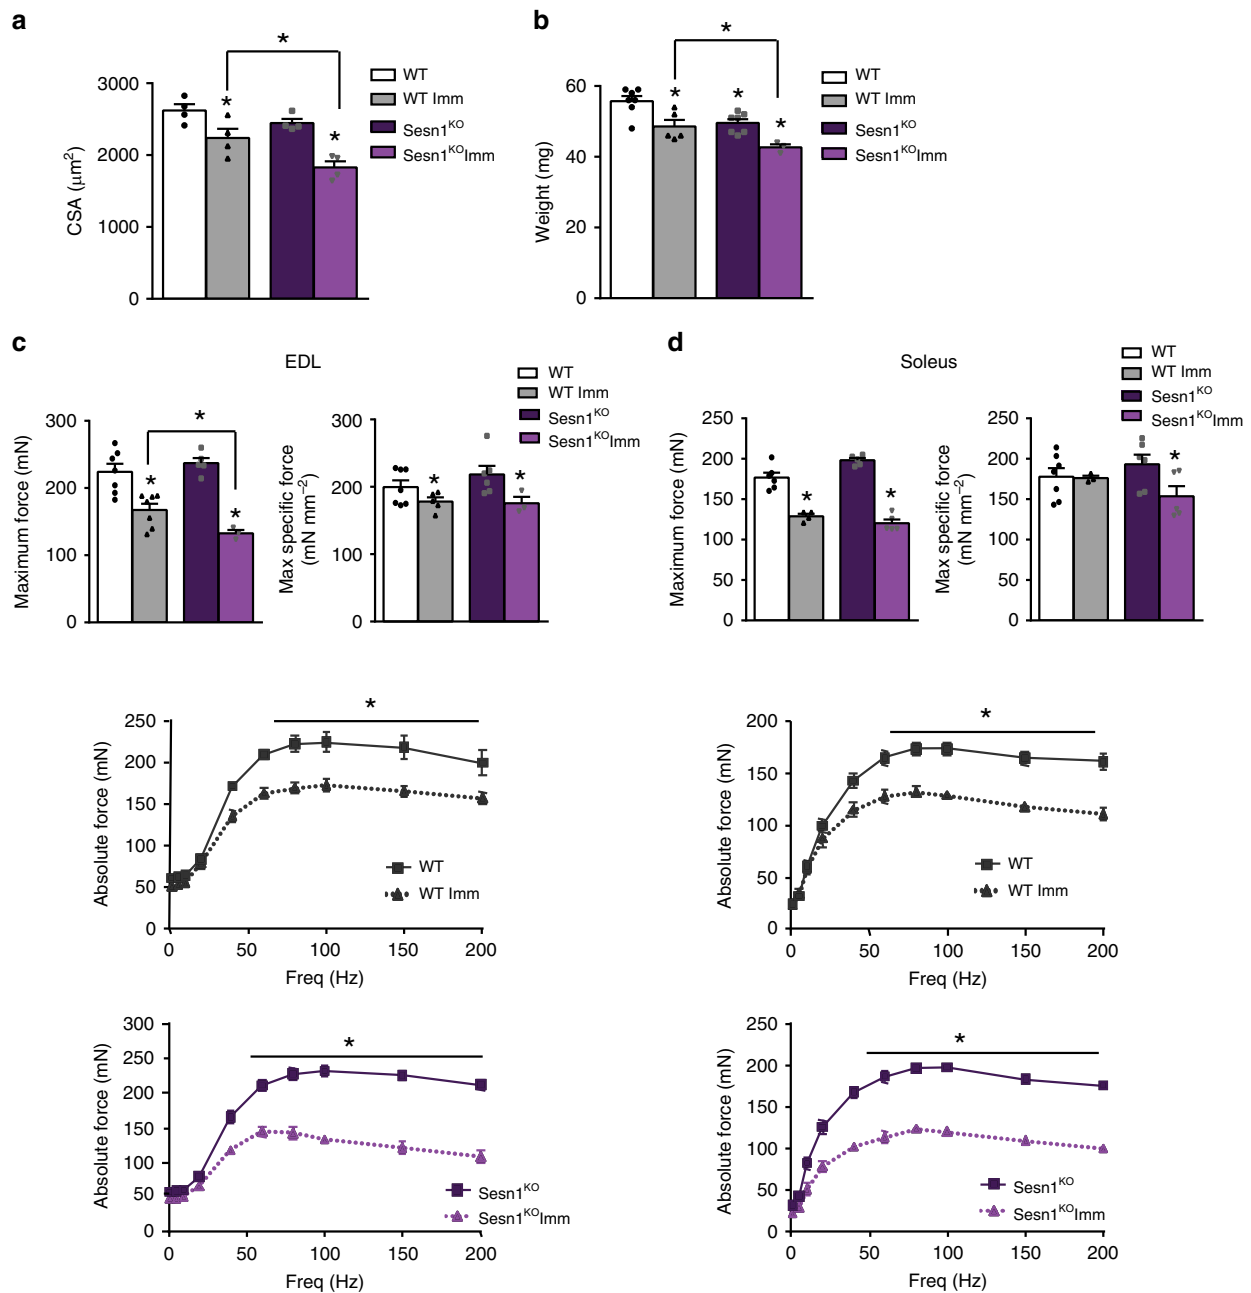 a
*
CSA (μm²)
3000
2000
1000
0
*
*
WT
WT Imm
Sesn1ᴷᴼ
Sesn1ᴷᴼImm
b
*
Weight (mg)
60
40
20
0
*
*
*
WT
WT Imm
Sesn1ᴷᴼ
Sesn1ᴷᴼImm
c
EDL
Maximum force (mN)
300
200
100
0
*
*
*
Max specific force
(mN mm⁻²)
300
200
100
0
*
*
WT
WT Imm
Sesn1ᴷᴼ
Sesn1ᴷᴼImm
Absolute force (mN)
250
200
150
100
50
0
*
WT
WT Imm
0 50 100 150 200
Freq (Hz)
Absolute force (mN)
300
250
200
150
100
50
0
*
Sesn1ᴷᴼ
Sesn1ᴷᴼImm
0 50 100 150 200
Freq (Hz)
d
Soleus
Maximum force (mN)
250
200
150
100
50
0
*
*
Max specific force
(mN mm⁻²)
250
200
150
100
50
0
*
WT
WT Imm
Sesn1ᴷᴼ
Sesn1ᴷᴼImm
Absolute force (mN)
200
150
100
50
0
*
WT
WT Imm
0 50 100 150 200
Freq (Hz)
Absolute force (mN)
250
200
150
100
50
0
*
Sesn1ᴷᴼ
Sesn1ᴷᴼImm
0 50 100 150 200
Freq (Hz)